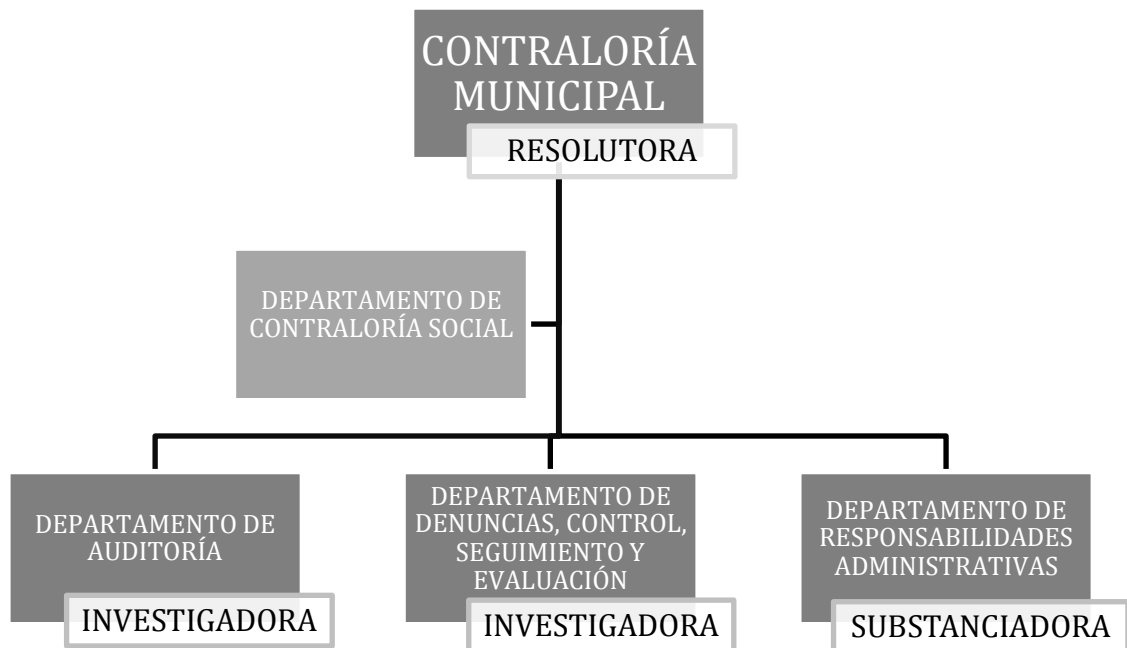 CONTRALORÍA
MUNICIPAL
RESOLUTORA
DEPARTAMENTO DE
CONTRALORÍA SOCIAL
DEPARTAMENTO DE
AUDITORÍA
INVESTIGADORA
DEPARTAMENTO DE
DENUNCIAS, CONTROL,
SEGUIMIENTO Y
EVALUACIÓN
INVESTIGADORA
DEPARTAMENTO DE
RESPONSABILIDADES
ADMINISTRATIVAS
SUBSTANCIADORA